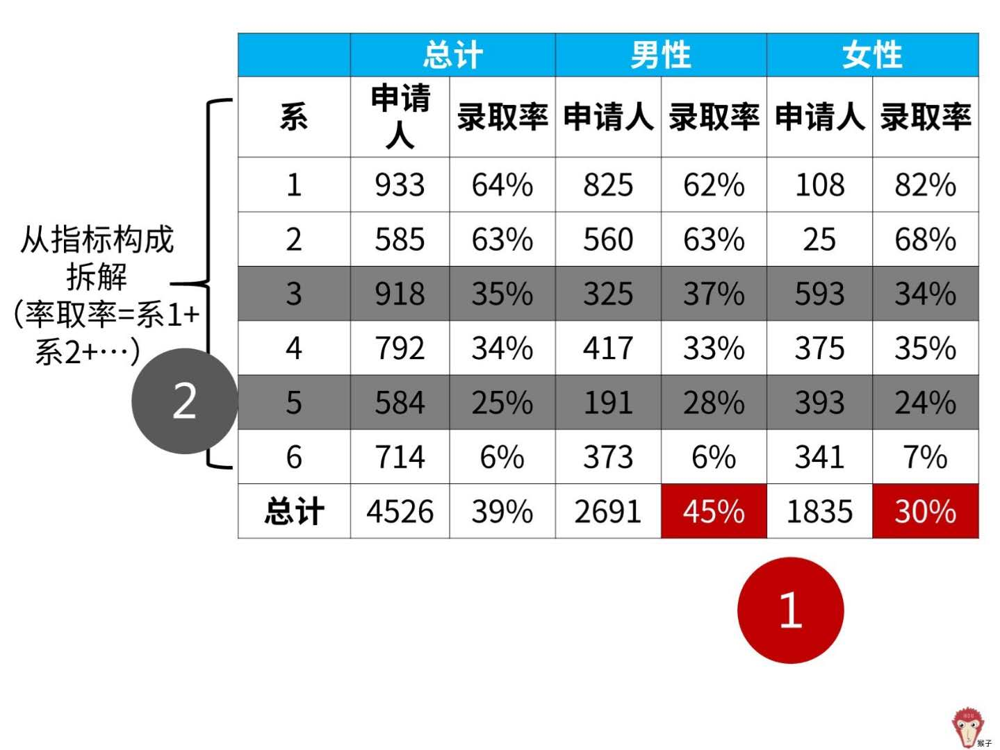 总计 男性 女性
系 申请人 录取率 申请人 录取率 申请人 录取率
1 933 64% 825 62% 108 82%
2 585 63% 560 63% 25 68%
3 918 35% 325 37% 593 34%
4 792 34% 417 33% 375 35%
5 584 25% 191 28% 393 24%
6 714 6% 373 6% 341 7%
总计 4526 39% 2691 45% 1835 30%
从指标构成
拆解
（率取率=系1+
系2+…）
2
1
猴子